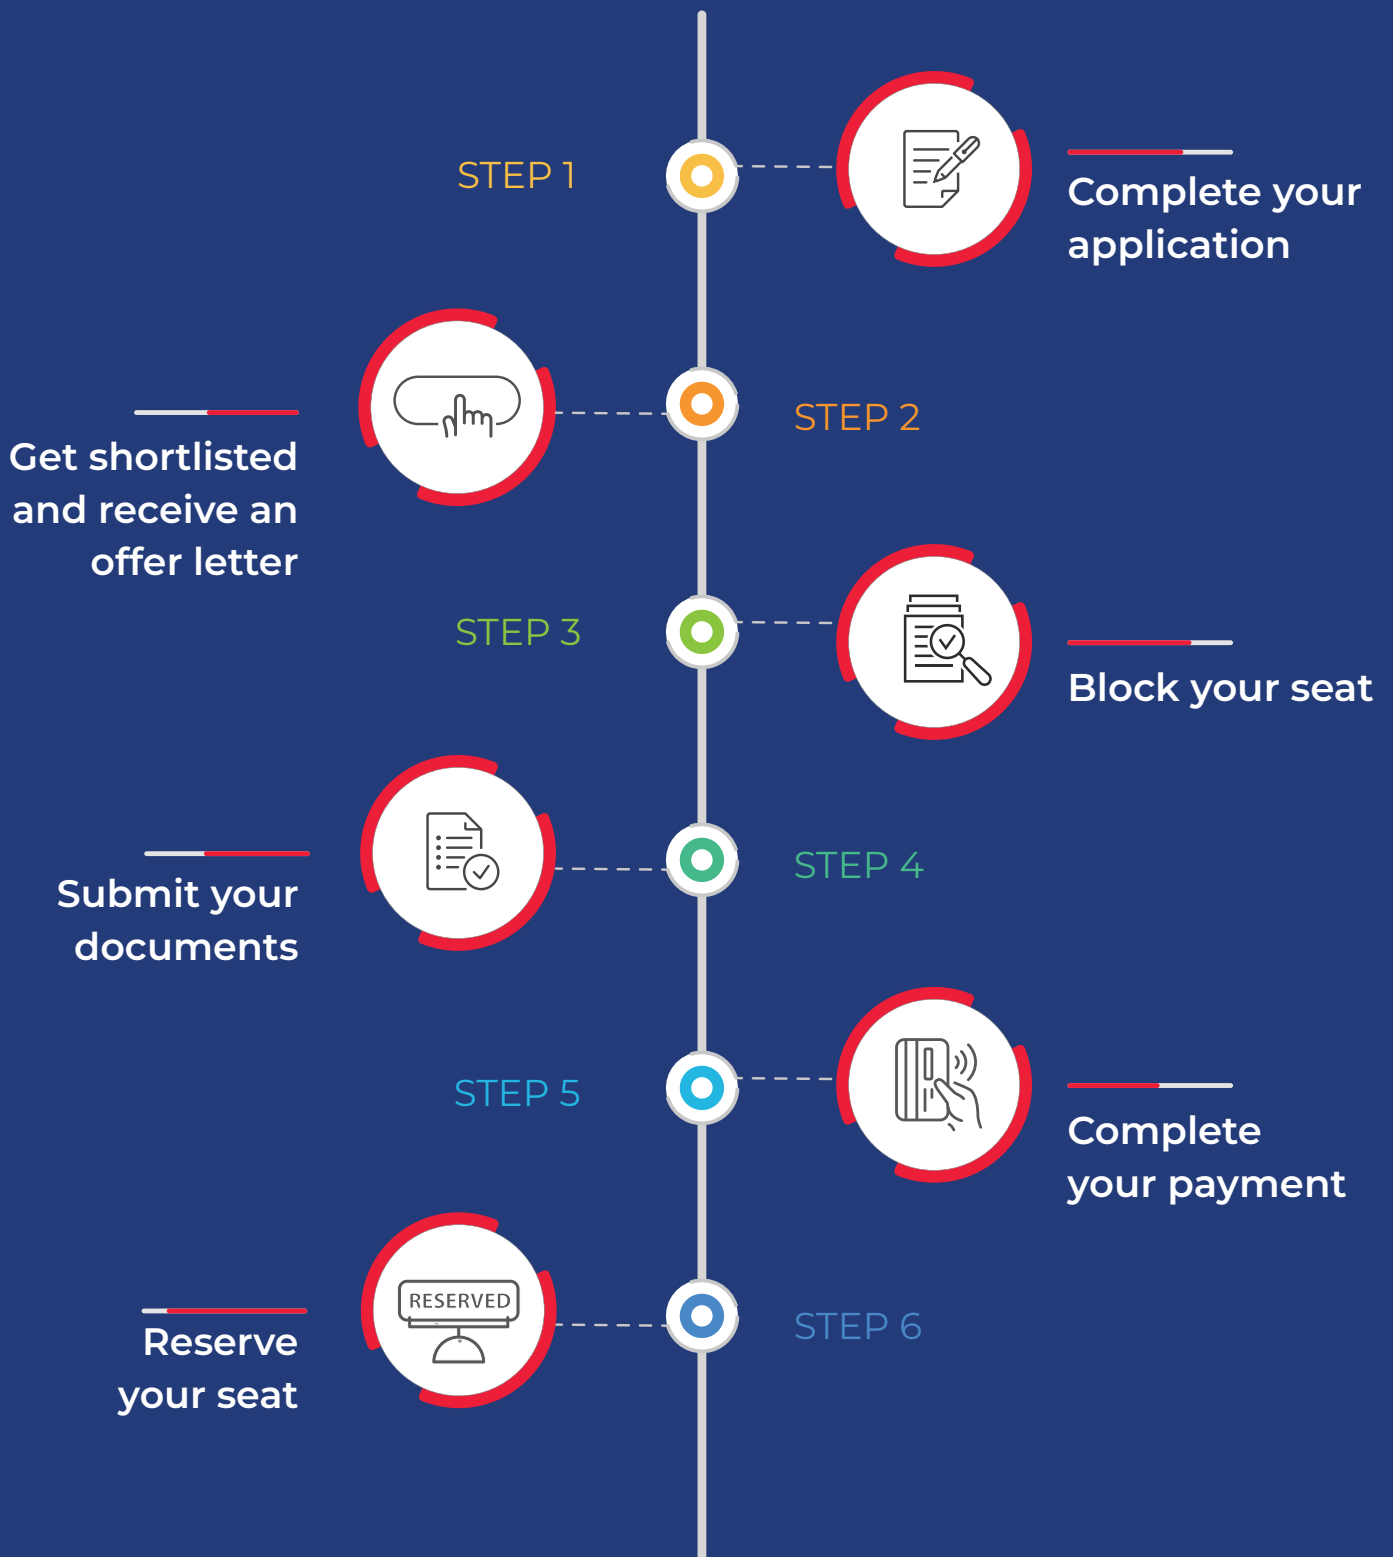 STEP 1
Complete your
application
STEP 2
Get shortlisted
and receive an
offer letter
STEP 3
Block your seat
STEP 4
Submit your
documents
STEP 5
Complete
your payment
STEP 6
RESERVED
Reserve
your seat